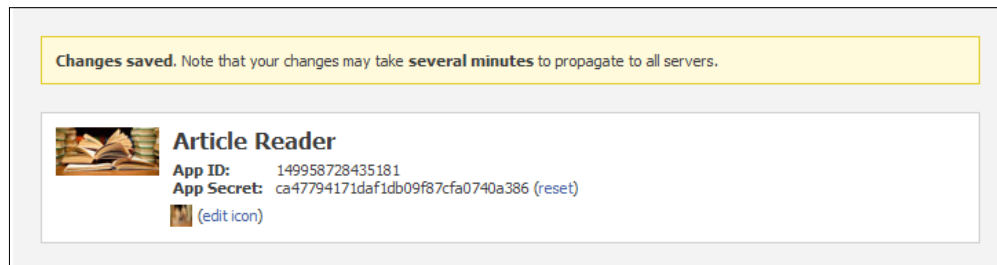 Changes saved. Note that your changes may take several minutes to propagate to all servers.
Article Reader
App ID: 149958728435181
App Secret: ca47794171daf1db09f87cfa0740a386 (reset)
(edit icon)